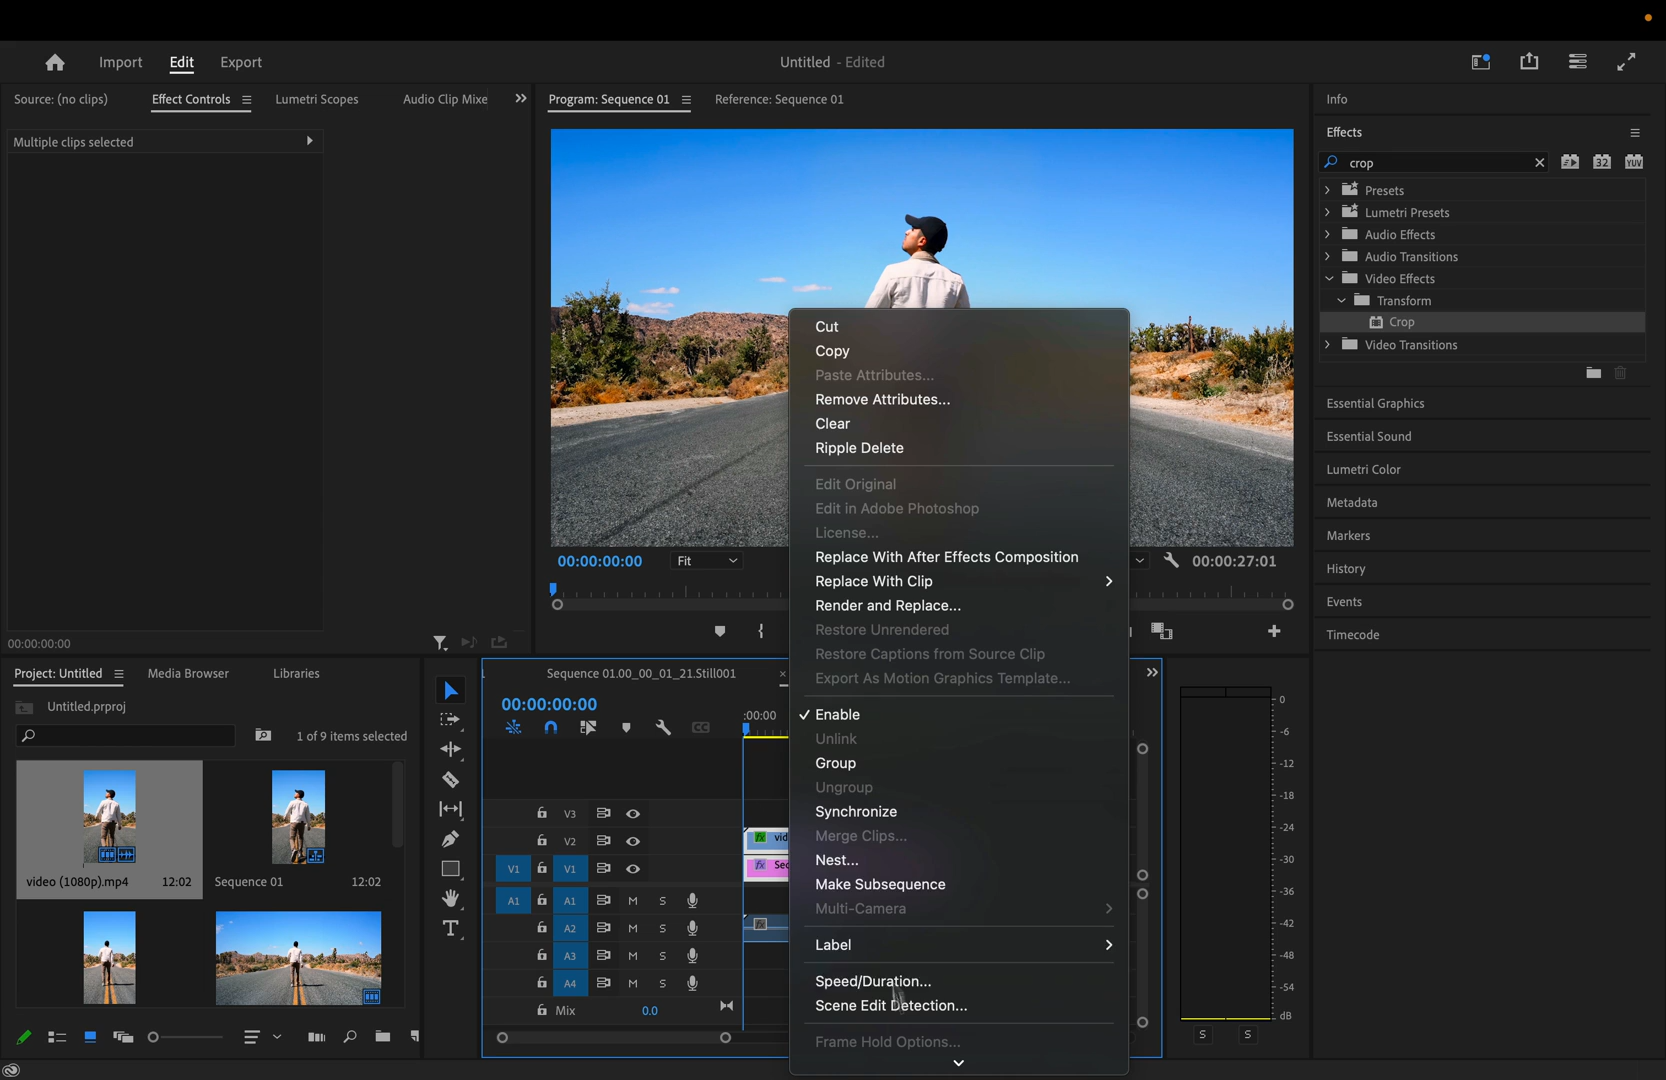 Import Edit Export
Untitled - Edited
Source: (no clips) Effect Controls Lumetri Scopes Audio Clip Mixe
Multiple clips selected
00:00:00:00
Program: Sequence 01 Reference: Sequence 01
00:00:00:00 Fit 00:00:27:01
Info
Effects
crop
32 YUV
Presets
Lumetri Presets
Audio Effects
Audio Transitions
Video Effects
Transform
Crop
Video Transitions
Essential Graphics
Essential Sound
Lumetri Color
Metadata
Markers
History
Events
Timecode
Cut
Copy
Paste Attributes...
Remove Attributes...
Clear
Ripple Delete
Edit Original
Edit in Adobe Photoshop
License...
Replace With After Effects Composition
Replace With Clip
Render and Replace...
Restore Unrendered
Restore Captions from Source Clip
Export As Motion Graphics Template...
Enable
Unlink
Group
Ungroup
Synchronize
Merge Clips...
Nest...
Make Subsequence
Multi-Camera
Label
Speed/Duration...
Scene Edit Detection...
Frame Hold Options...
Project: Untitled Media Browser Libraries
Untitled.prproj
1 of 9 items selected
video (1080p).mp4 12:02
Sequence 01 12:02
Sequence 01.00_00_01_21.Still001
00:00:00:00
:00:00
CC
V3
V2
fx vid
V1 V1
fx Sec
A1 A1 M S
A2 M S
fx
A3 M S
A4 M S
Mix 0.0
0
-6
-12
-18
-24
-30
-36
-42
-48
-54
dB
S S